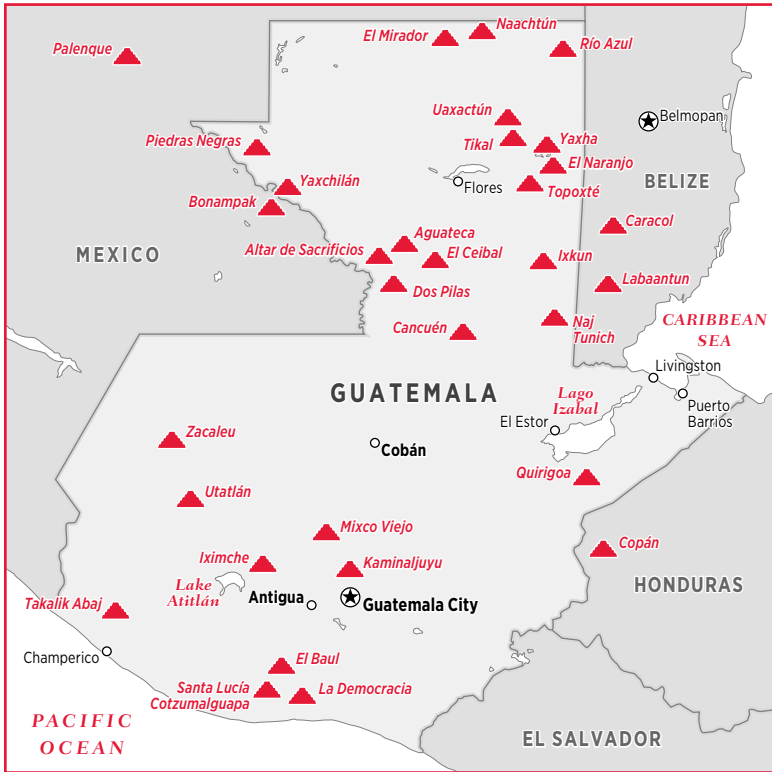 Naachtún
El Mirador
Río Azul
Palenque
Uaxactún
Belmopan
Tikal
Yaxha
Piedras Negras
El Naranjo
Yaxchilán
Flores
Topoxté
BELIZE
Bonampak
Caracol
Aguateca
MEXICO
Altar de Sacrificios
El Ceibal
Ixkun
Labaantun
Dos Pilas
Cancuén
Naj
Tunich
CARIBBEAN
SEA
Livingston
GUATEMALA
Lago
Izabal
Puerto
Barrios
El Estor
Zacaleu
Cobán
Quirigoa
Utatlán
Mixco Viejo
Copán
Iximche
Kaminaljuyu
Lake
Atitlán
HONDURAS
Antigua
Guatemala City
Takalik Abaj
Champerico
El Baul
Santa Lucía
Cotzumalguapa
La Democracia
PACIFIC
OCEAN
EL SALVADOR